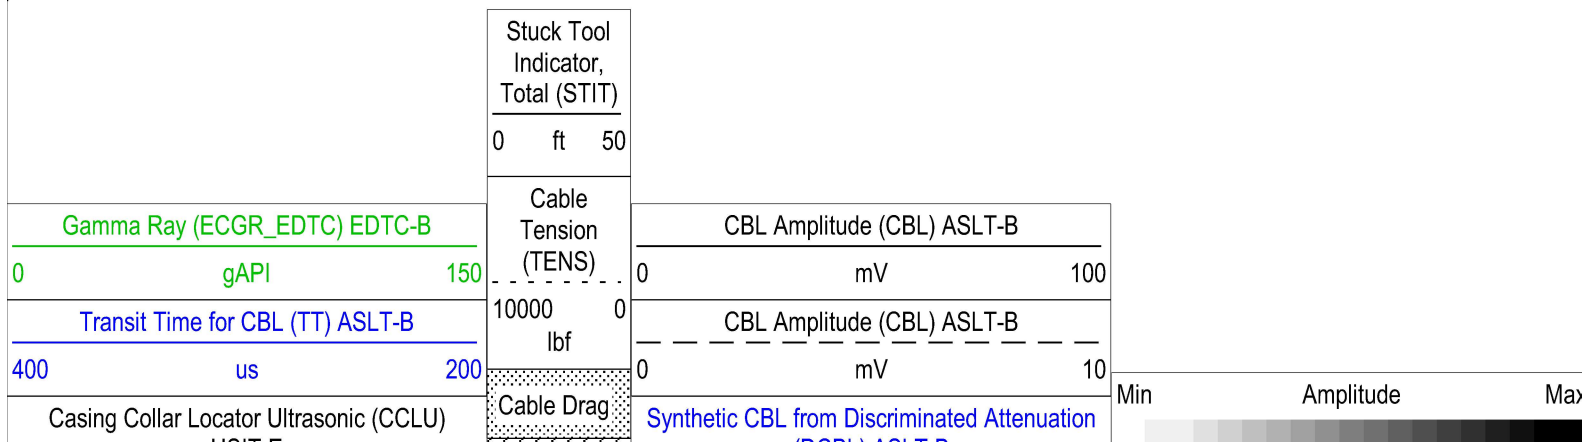 Stuck Tool
Indicator,
Total (STIT)
0 ft 50
Cable
Tension
(TENS)
10000 0
lbf
Cable Drag
Gamma Ray (ECGR_EDTC) EDTC-B
0 gAPI 150
Transit Time for CBL (TT) ASLT-B
400 us 200
Casing Collar Locator Ultrasonic (CCLU)
CBL Amplitude (CBL) ASLT-B
0 mV 100
CBL Amplitude (CBL) ASLT-B
0 mV 10
Synthetic CBL from Discriminated Attenuation
Min Amplitude Max